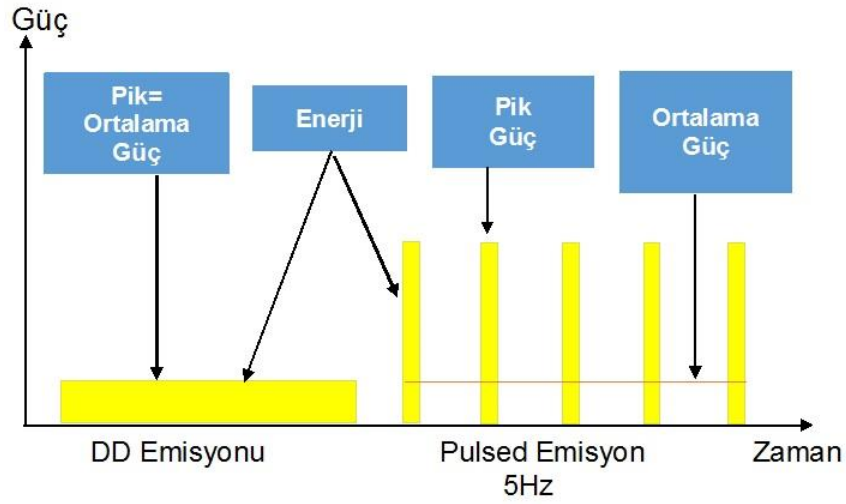 Güç
Pik=
Ortalama
Güç
Enerji
Pik
Güç
Ortalama
Güç
DD Emisyonu
Pulsed Emisyon
5Hz
Zaman